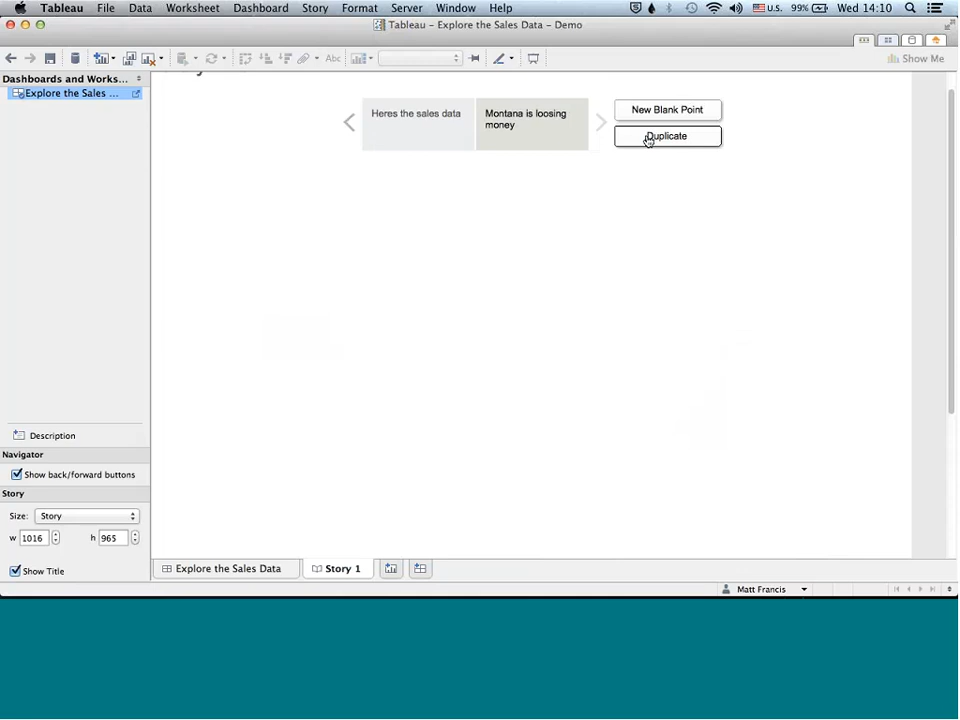 Tableau File Data Worksheet Dashboard Story Format Server Window Help U.S. 99% Wed 14:10
Tableau - Explore the Sales Data - Demo
Abc Show Me
Dashboards and Works...
Explore the Sales ...
Heres the sales data
Montana is loosing
money
New Blank Point
Duplicate
Description
Navigator
Show back/forward buttons
Story
Size: Story
w 1016 h 965
Show Title
Explore the Sales Data Story 1
Matt Francis